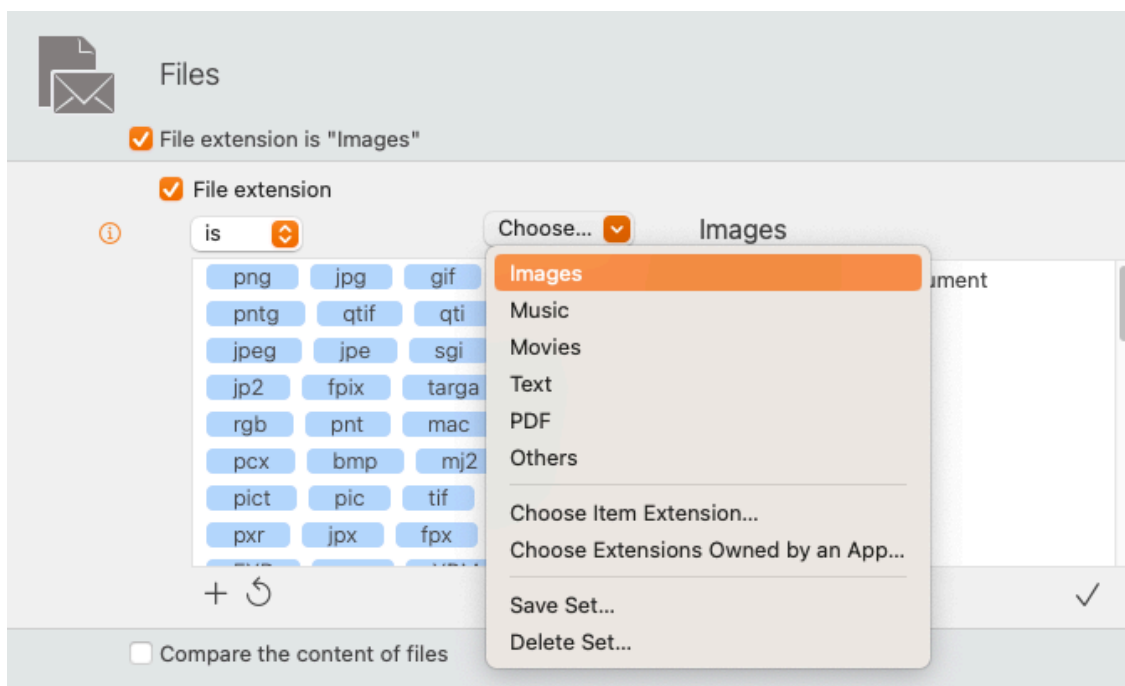 Files
File extension is "Images"
File extension
is Choose... Images
png jpg gif
pntg qtif qti
jpeg jpe sgi
jp2 fpix targa
rgb pnt mac
pcx bmp mj2
pict pic tif
pxr jpx fpx
Images
Music
Movies
Text
PDF
Others
Choose Item Extension...
Choose Extensions Owned by an App...
Save Set...
Delete Set...
Compare the content of files